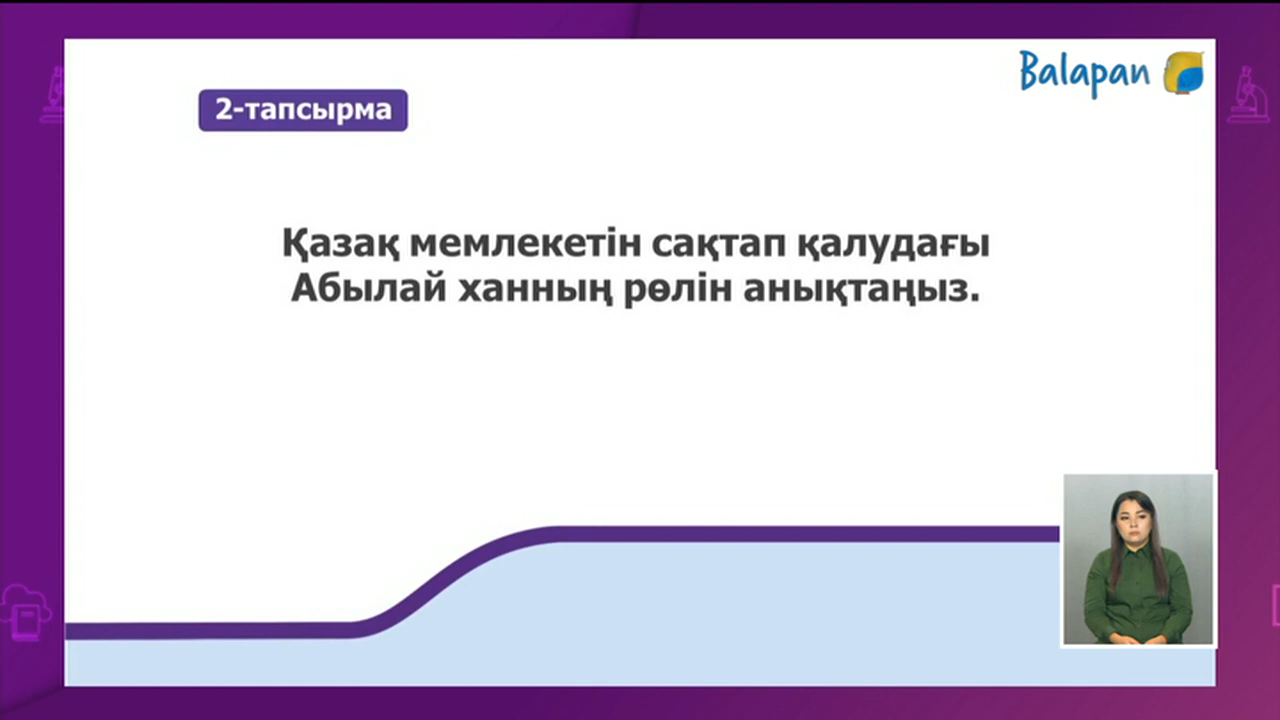 Balapan
2-тапсырма
Қазақ мемлекетін сақтап қалудағы
Абылай ханның рөлін анықтаңыз.